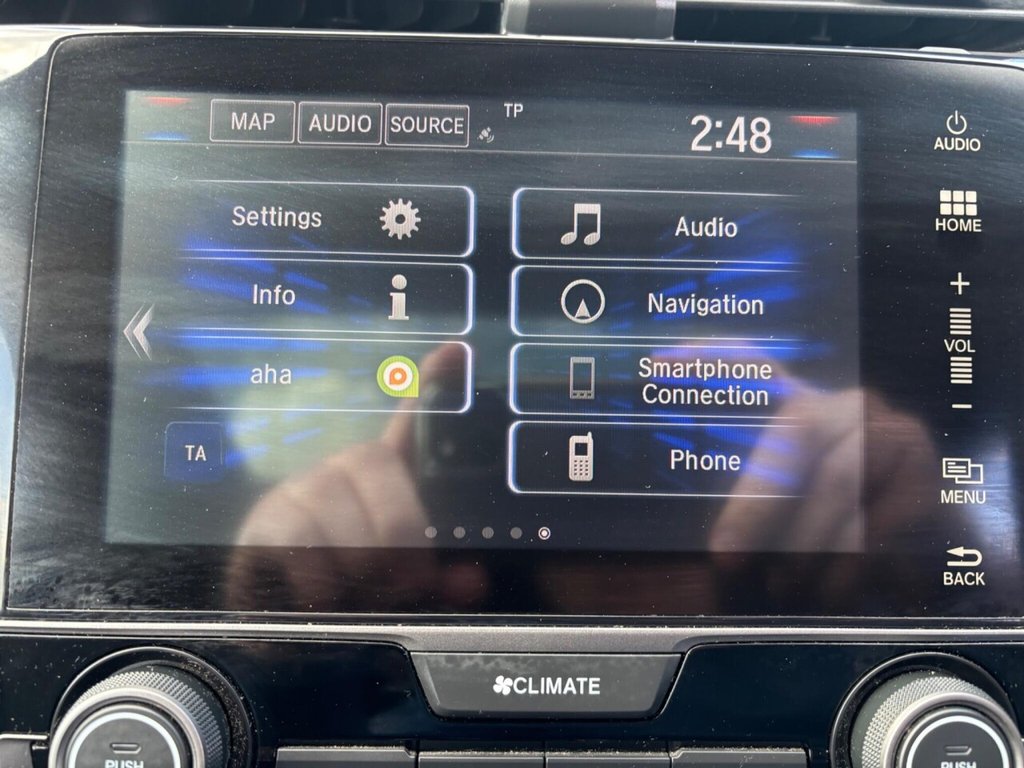 MAP AUDIO SOURCE TP 2:48
Settings
Info
aha
TA
Audio
Navigation
Smartphone
Connection
Phone
AUDIO
HOME
+
VOL
−
MENU
BACK
CLIMATE
PUSH
PUSH